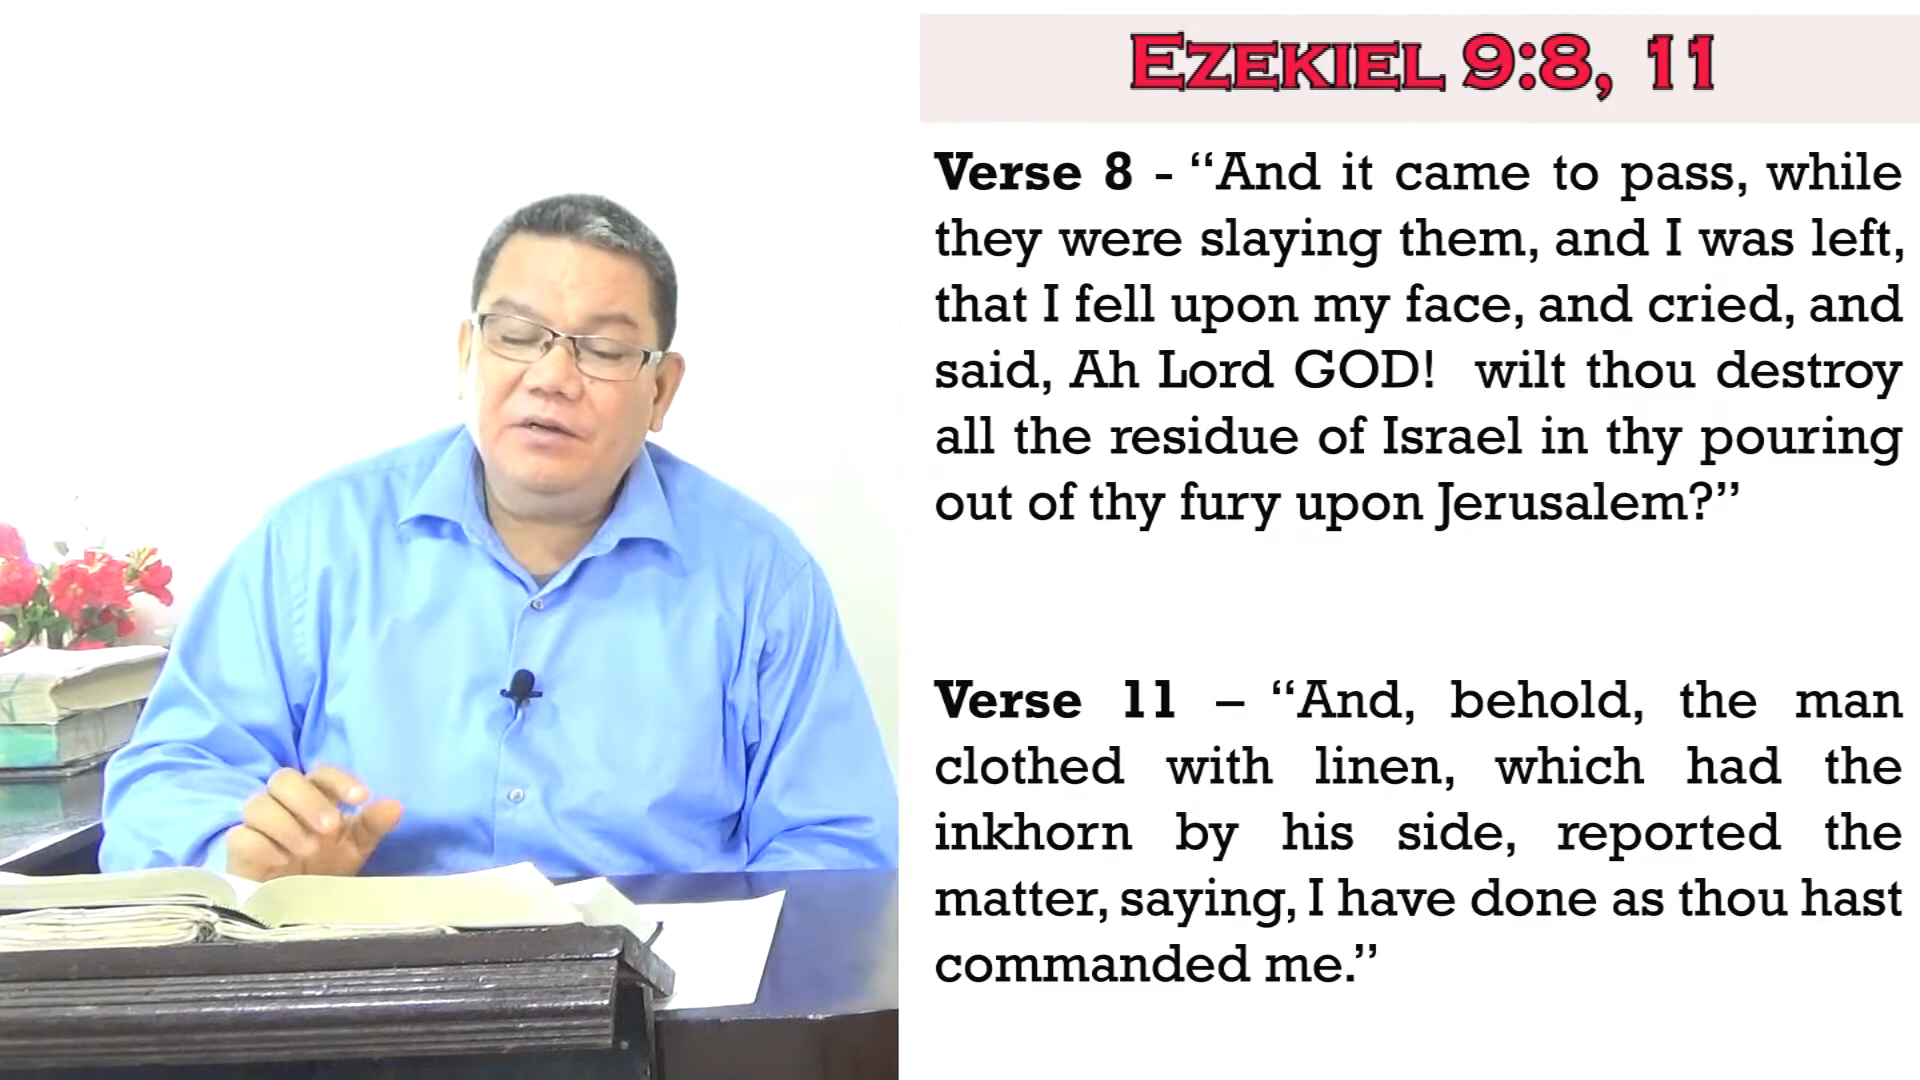 EZEKIEL 9:8, 11
Verse 8 - “And it came to pass, while
they were slaying them, and I was left,
that I fell upon my face, and cried, and
said, Ah Lord GOD!  wilt thou destroy
all the residue of Israel in thy pouring
out of thy fury upon Jerusalem?”
Verse 11 – “And, behold, the man
clothed with linen, which had the
inkhorn by his side, reported the
matter, saying, I have done as thou hast
commanded me.”